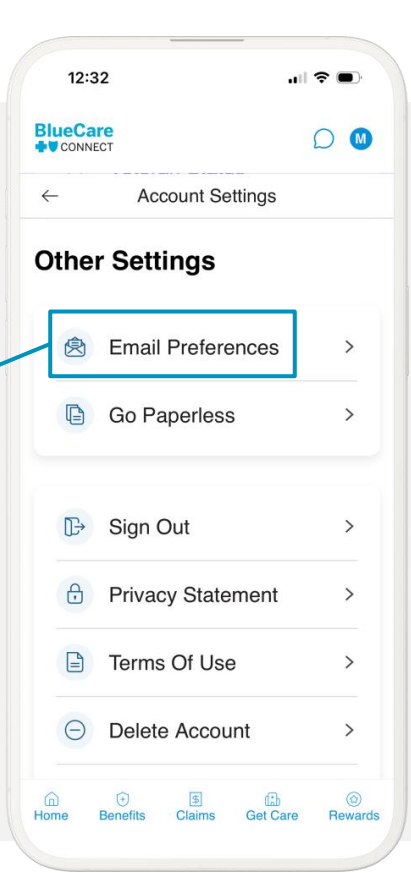 12:32
BlueCare
CONNECT
M
Account Settings
Other Settings
Email Preferences
Go Paperless
Sign Out
Privacy Statement
Terms Of Use
Delete Account
Home Benefits Claims Get Care Rewards